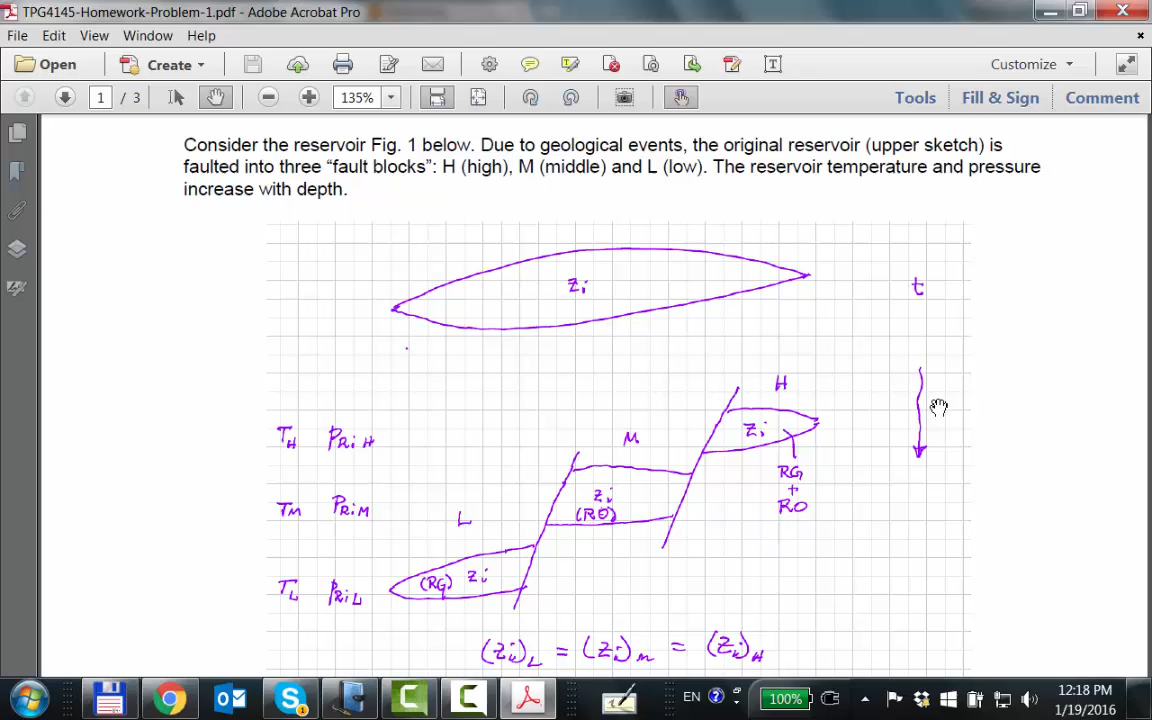 TPG4145-Homework-Problem-1.pdf - Adobe Acrobat Pro
File Edit View Window Help
Open Create Customize
1 / 3 135% Tools Fill & Sign Comment
Consider the reservoir Fig. 1 below. Due to geological events, the original reservoir (upper sketch) is
faulted into three “fault blocks”: H (high), M (middle) and L (low). The reservoir temperature and pressure
increase with depth.
zi
t
H
TH PRiH
M
zi
RG
+
RO
TM PRiM
zi
(RO)
L
TL PRiL
(RG) zi
(zi)L = (zi)M = (zi)H
EN 100% 12:18 PM
1/19/2016